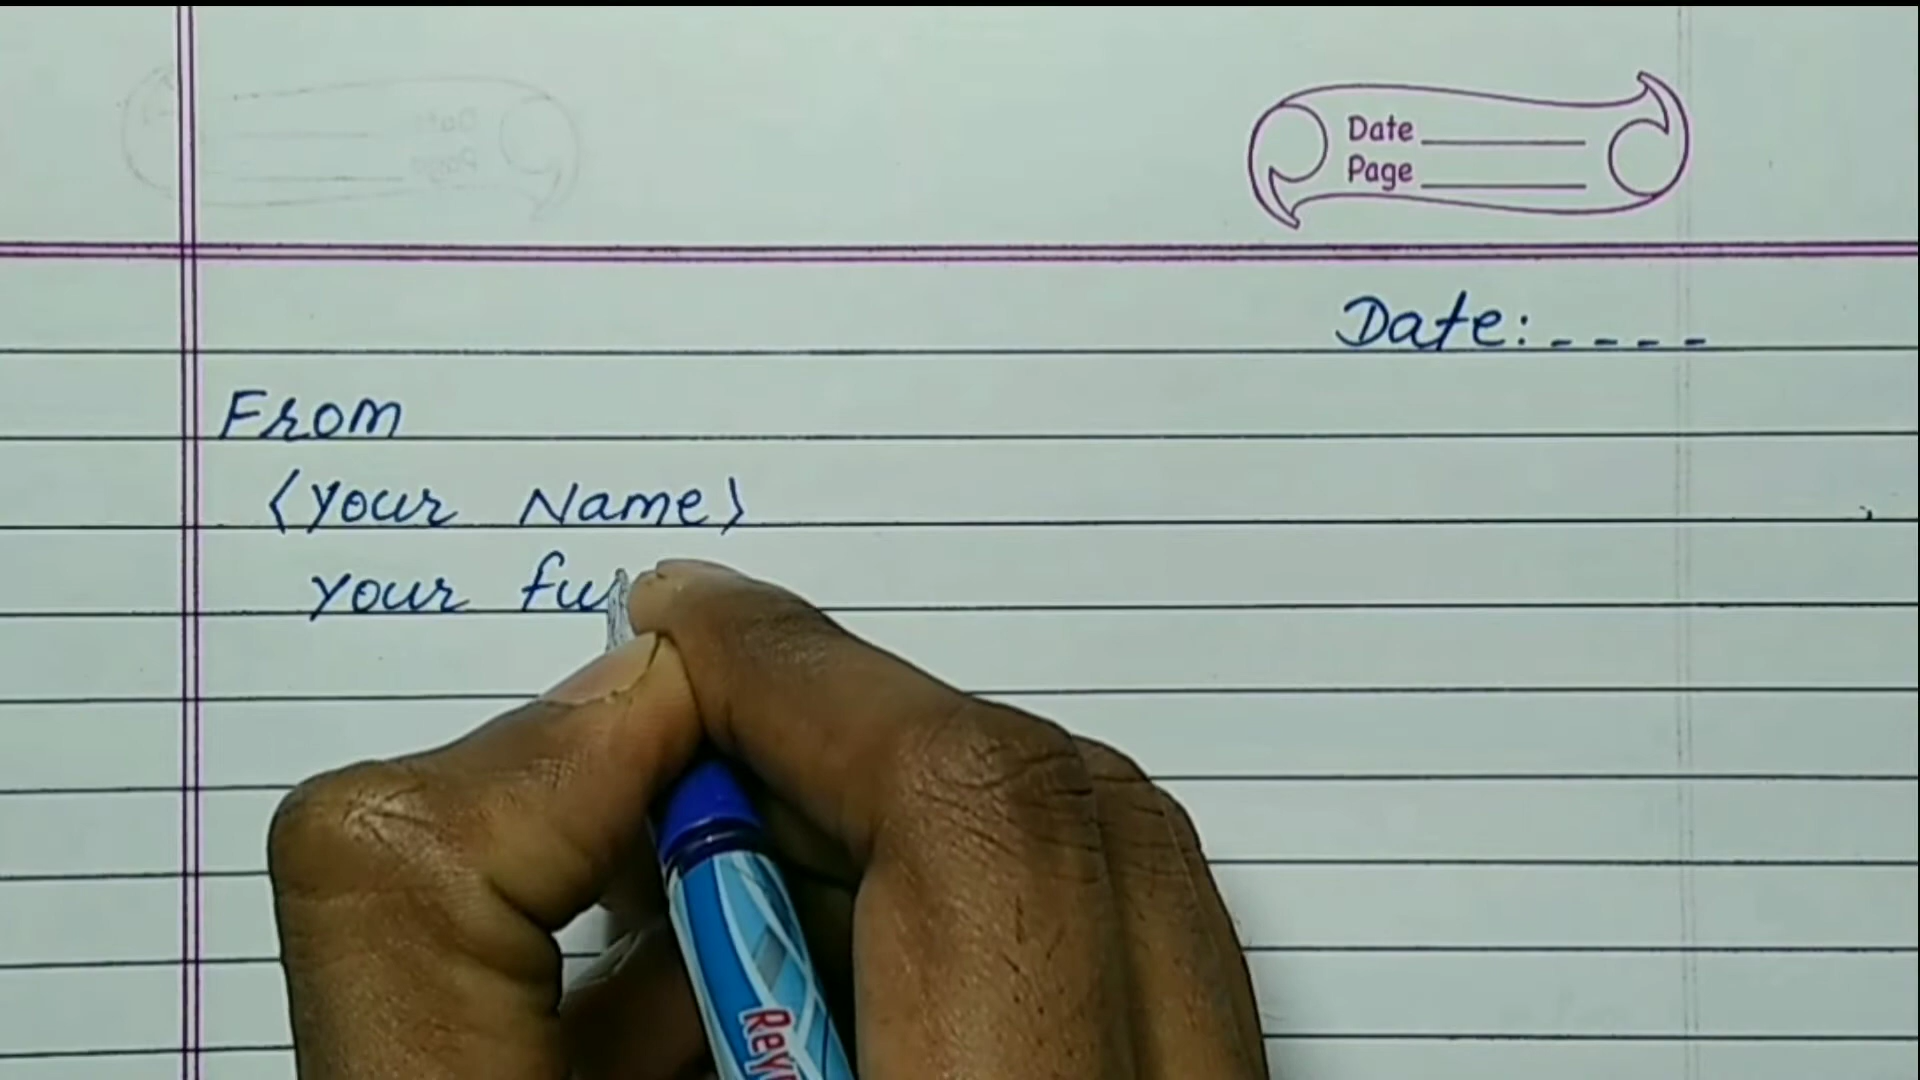 Date
Page
Date:----
From
<Your Name>
your fu